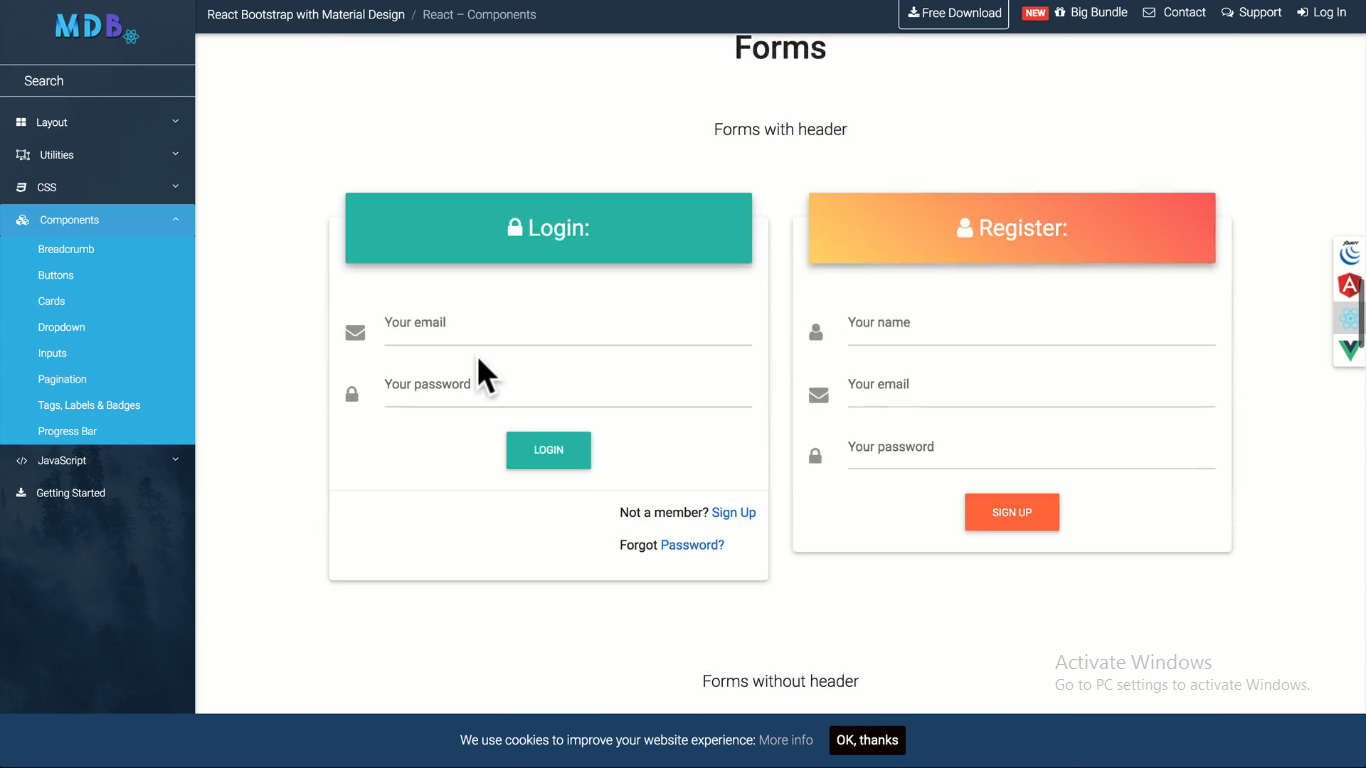 MDB
React Bootstrap with Material Design / React – Components
Free Download
NEW Big Bundle
Contact
Support
Log In
Search
Layout
Utilities
CSS
Components
Breadcrumb
Buttons
Cards
Dropdown
Inputs
Pagination
Tags, Labels & Badges
Progress Bar
JavaScript
Getting Started
Forms
Forms with header
Login:
Your email
Your password
LOGIN
Not a member? Sign Up
Forgot Password?
Register:
Your name
Your email
Your password
SIGN UP
Forms without header
Activate Windows
Go to PC settings to activate Windows.
We use cookies to improve your website experience: More info
OK, thanks